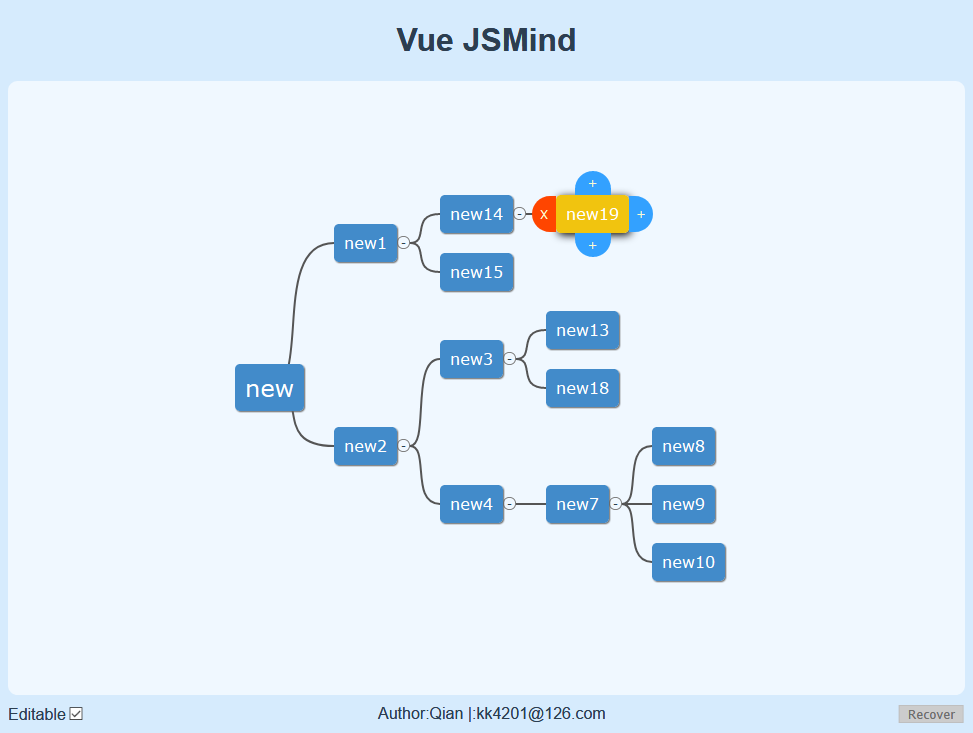 Vue JSMind
+
new14
-
X
new19
+
new1
-
+
new15
new13
new3
-
new
new18
new2
-
new8
new4
-
new7
-
new9
new10
Editable
Author:Qian |:kk4201@126.com
Recover